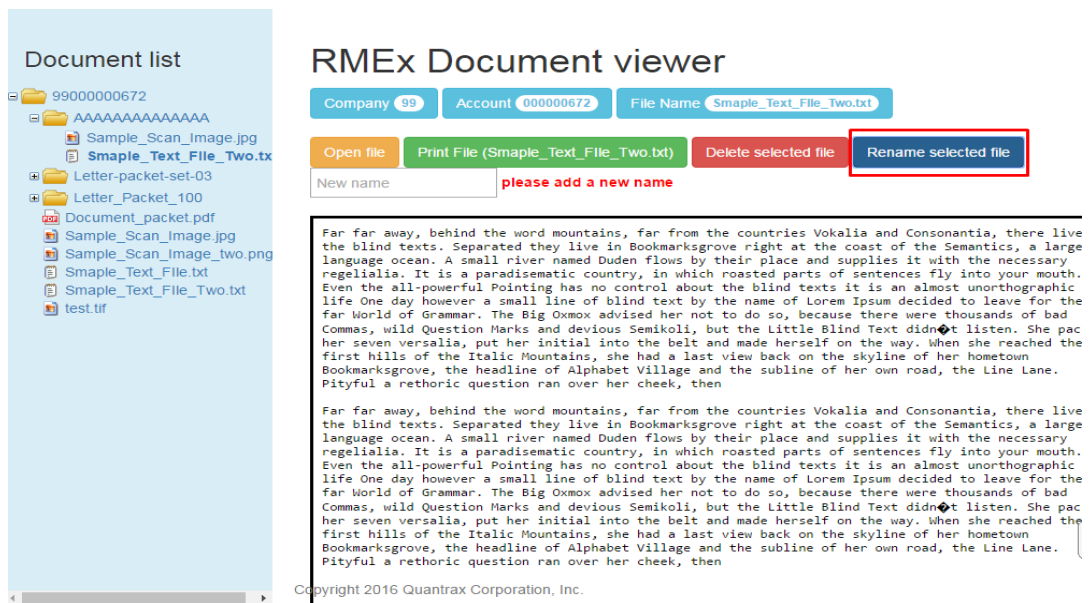 Document list
99000000672
AAAAAAAAAAAAAA
Sample_Scan_Image.jpg
Smaple_Text_FIle_Two.tx
Letter-packet-set-03
Letter_Packet_100
Document_packet.pdf
Sample_Scan_Image.jpg
Sample_Scan_Image_two.png
Smaple_Text_FIle.txt
Smaple_Text_FIle_Two.txt
test.tif
RMEx Document viewer
Company 99 Account 000000672 File Name Smaple_Text_FIle_Two.txt
Open file Print File (Smaple_Text_FIle_Two.txt) Delete selected file Rename selected file
New name please add a new name
Far far away, behind the word mountains, far from the countries Vokalia and Consonantia, there live
the blind texts. Separated they live in Bookmarksgrove right at the coast of the Semantics, a large
language ocean. A small river named Duden flows by their place and supplies it with the necessary
regelialia. It is a paradisematic country, in which roasted parts of sentences fly into your mouth.
Even the all-powerful Pointing has no control about the blind texts it is an almost unorthographic
life One day however a small line of blind text by the name of Lorem Ipsum decided to leave for the
far World of Grammar. The Big Oxmox advised her not to do so, because there were thousands of bad
Commas, wild Question Marks and devious Semikoli, but the Little Blind Text didn�t listen. She pac
her seven versalia, put her initial into the belt and made herself on the way. When she reached the
first hills of the Italic Mountains, she had a last view back on the skyline of her hometown
Bookmarksgrove, the headline of Alphabet Village and the subline of her own road, the Line Lane.
Pityful a rethoric question ran over her cheek, then
Far far away, behind the word mountains, far from the countries Vokalia and Consonantia, there live
the blind texts. Separated they live in Bookmarksgrove right at the coast of the Semantics, a large
language ocean. A small river named Duden flows by their place and supplies it with the necessary
regelialia. It is a paradisematic country, in which roasted parts of sentences fly into your mouth.
Even the all-powerful Pointing has no control about the blind texts it is an almost unorthographic
life One day however a small line of blind text by the name of Lorem Ipsum decided to leave for the
far World of Grammar. The Big Oxmox advised her not to do so, because there were thousands of bad
Commas, wild Question Marks and devious Semikoli, but the Little Blind Text didn�t listen. She pac
her seven versalia, put her initial into the belt and made herself on the way. When she reached the
first hills of the Italic Mountains, she had a last view back on the skyline of her hometown
Bookmarksgrove, the headline of Alphabet Village and the subline of her own road, the Line Lane.
Pityful a rethoric question ran over her cheek, then
Copyright 2016 Quantrax Corporation, Inc.